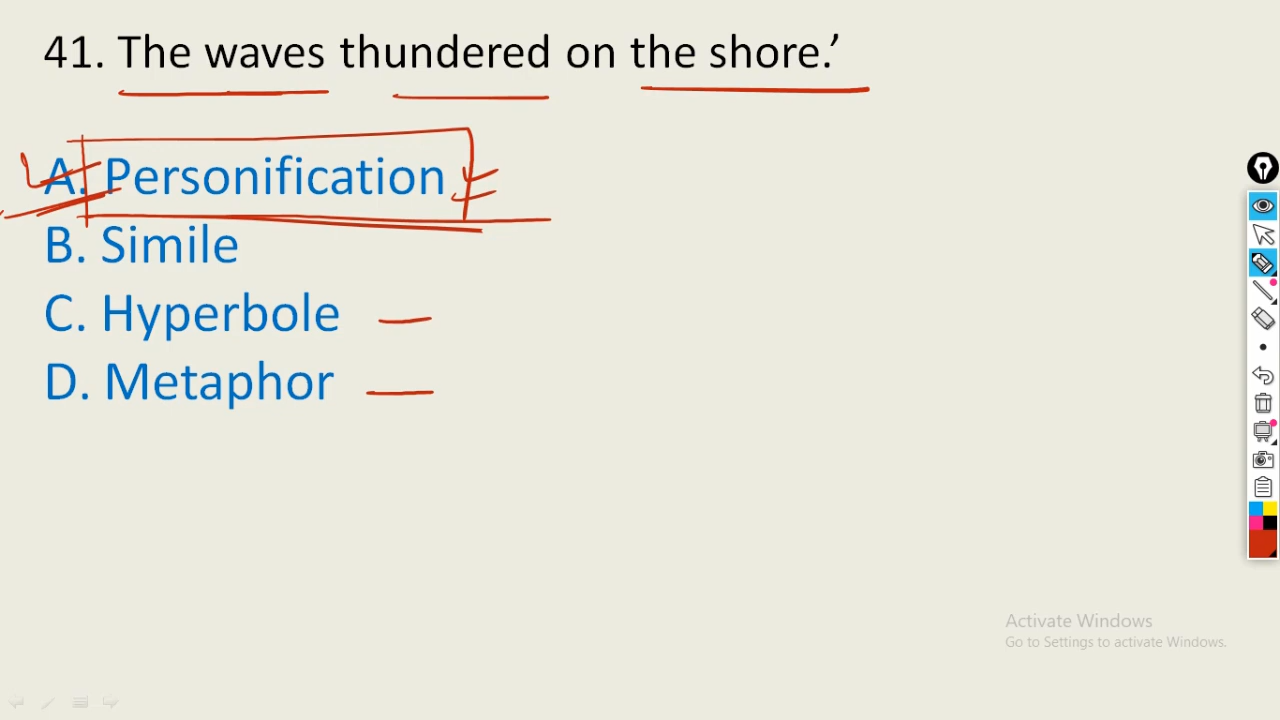 41. The waves thundered on the shore.’
A. Personification
B. Simile
C. Hyperbole
D. Metaphor
Activate Windows
Go to Settings to activate Windows.